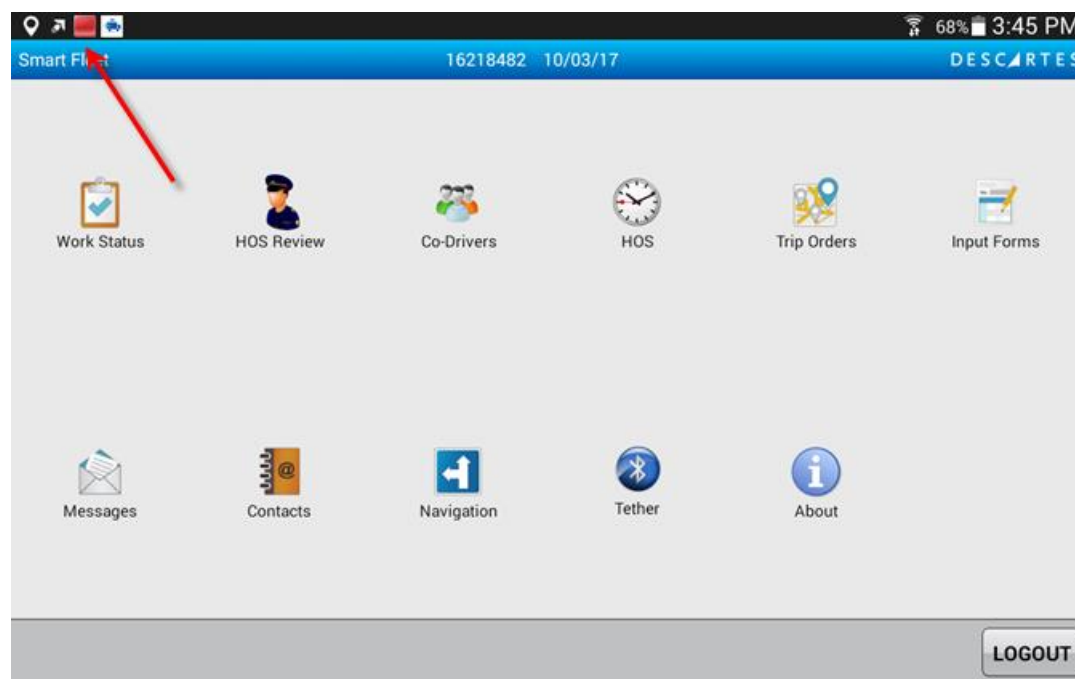 68% 3:45 PM
Smart Fleet 16218482 10/03/17 DESCARTES
Work Status HOS Review Co-Drivers HOS Trip Orders Input Forms
Messages Contacts Navigation Tether About
LOGOUT